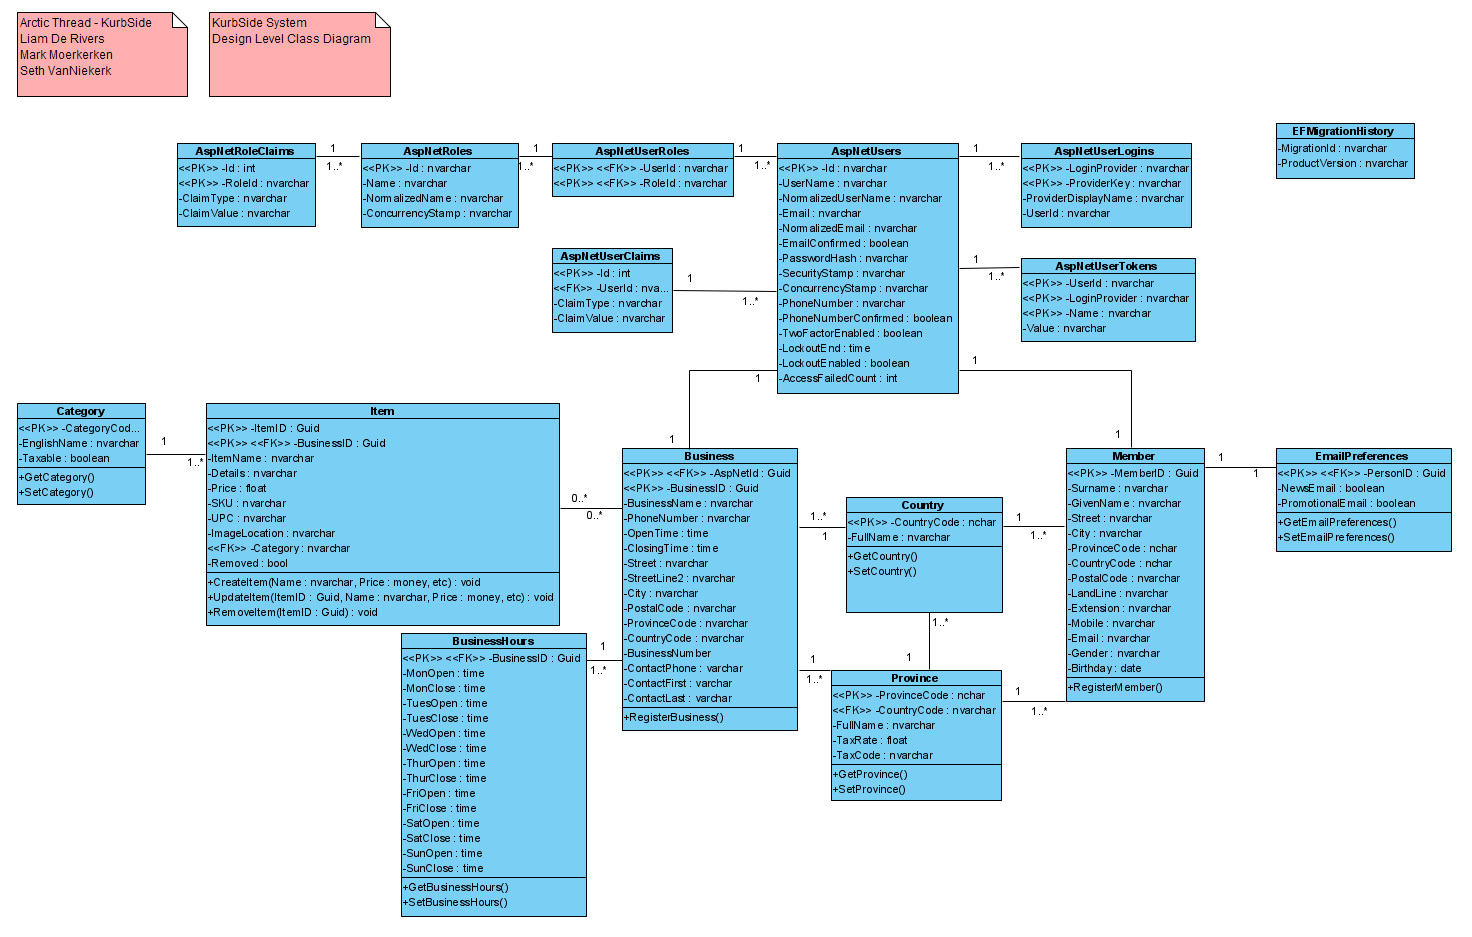 Arctic Thread - KurbSide
Liam De Rivers
Mark Moerkerken
Seth VanNiekerk
KurbSide System
Design Level Class Diagram
EFMigrationHistory
-MigrationId : nvarchar
-ProductVersion : nvarchar
AspNetRoleClaims
<<PK>> -Id : int
<<PK>> -RoleId : nvarchar
-ClaimType : nvarchar
-ClaimValue : nvarchar
1
1..*
AspNetRoles
<<PK>> -Id : nvarchar
-Name : nvarchar
-NormalizedName : nvarchar
-ConcurrencyStamp : nvarchar
1
1..*
AspNetUserRoles
<<PK>> <<FK>> -UserId : nvarchar
<<PK>> <<FK>> -RoleId : nvarchar
1
1..*
AspNetUsers
<<PK>> -Id : nvarchar
-UserName : nvarchar
-NormalizedUserName : nvarchar
-Email : nvarchar
-NormalizedEmail : nvarchar
-EmailConfirmed : boolean
-PasswordHash : nvarchar
-SecurityStamp : nvarchar
-ConcurrencyStamp : nvarchar
-PhoneNumber : nvarchar
-PhoneNumberConfirmed : boolean
-TwoFactorEnabled : boolean
-LockoutEnd : time
-LockoutEnabled : boolean
-AccessFailedCount : int
1
1..*
AspNetUserLogins
<<PK>> -LoginProvider : nvarchar
<<PK>> -ProviderKey : nvarchar
-ProviderDisplayName : nvarchar
-UserId : nvarchar
AspNetUserClaims
<<PK>> -Id : int
<<FK>> -UserId : nva...
-ClaimType : nvarchar
-ClaimValue : nvarchar
1
1..*
1
1..*
AspNetUserTokens
<<PK>> -UserId : nvarchar
<<PK>> -LoginProvider : nvarchar
<<PK>> -Name : nvarchar
-Value : nvarchar
1
1
1
1
Category
<<PK>> -CategoryCod...
-EnglishName : nvarchar
-Taxable : boolean
+GetCategory()
+SetCategory()
1
1..*
Item
<<PK>> -ItemID : Guid
<<PK>> <<FK>> -BusinessID : Guid
-ItemName : nvarchar
-Details : nvarchar
-Price : float
-SKU : nvarchar
-UPC : nvarchar
-ImageLocation : nvarchar
<<FK>> -Category : nvarchar
-Removed : bool
+CreateItem(Name : nvarchar, Price : money, etc) : void
+UpdateItem(ItemID : Guid, Name : nvarchar, Price : money, etc) : void
+RemoveItem(ItemID : Guid) : void
0..*
0..*
Business
<<PK>> <<FK>> -AspNetId : Guid
<<PK>> -BusinessID : Guid
-BusinessName : nvarchar
-PhoneNumber : nvarchar
-OpenTime : time
-ClosingTime : time
-Street : nvarchar
-StreetLine2 : nvarchar
-City : nvarchar
-PostalCode : nvarchar
-ProvinceCode : nvarchar
-CountryCode : nvarchar
-BusinessNumber
-ContactPhone : varchar
-ContactFirst : varchar
-ContactLast : varchar
+RegisterBusiness()
1..*
1
Country
<<PK>> -CountryCode : nchar
-FullName : nvarchar
+GetCountry()
+SetCountry()
1
1..*
Member
<<PK>> -MemberID : Guid
-Surname : nvarchar
-GivenName : nvarchar
-Street : nvarchar
-City : nvarchar
-ProvinceCode : nchar
-CountryCode : nchar
-PostalCode : nvarchar
-LandLine : nvarchar
-Extension : nvarchar
-Mobile : nvarchar
-Email : nvarchar
-Gender : nvarchar
-Birthday : date
+RegisterMember()
1
1
EmailPreferences
<<PK>> <<FK>> -PersonID : Guid
-NewsEmail : boolean
-PromotionalEmail : boolean
+GetEmailPreferences()
+SetEmailPreferences()
BusinessHours
<<PK>> <<FK>> -BusinessID : Guid
-MonOpen : time
-MonClose : time
-TuesOpen : time
-TuesClose : time
-WedOpen : time
-WedClose : time
-ThurOpen : time
-ThurClose : time
-FriOpen : time
-FriClose : time
-SatOpen : time
-SatClose : time
-SunOpen : time
-SunClose : time
+GetBusinessHours()
+SetBusinessHours()
1
1..*
1..*
1
1
1..*
Province
<<PK>> -ProvinceCode : nchar
<<FK>> -CountryCode : nvarchar
-FullName : nvarchar
-TaxRate : float
-TaxCode : nvarchar
+GetProvince()
+SetProvince()
1
1..*